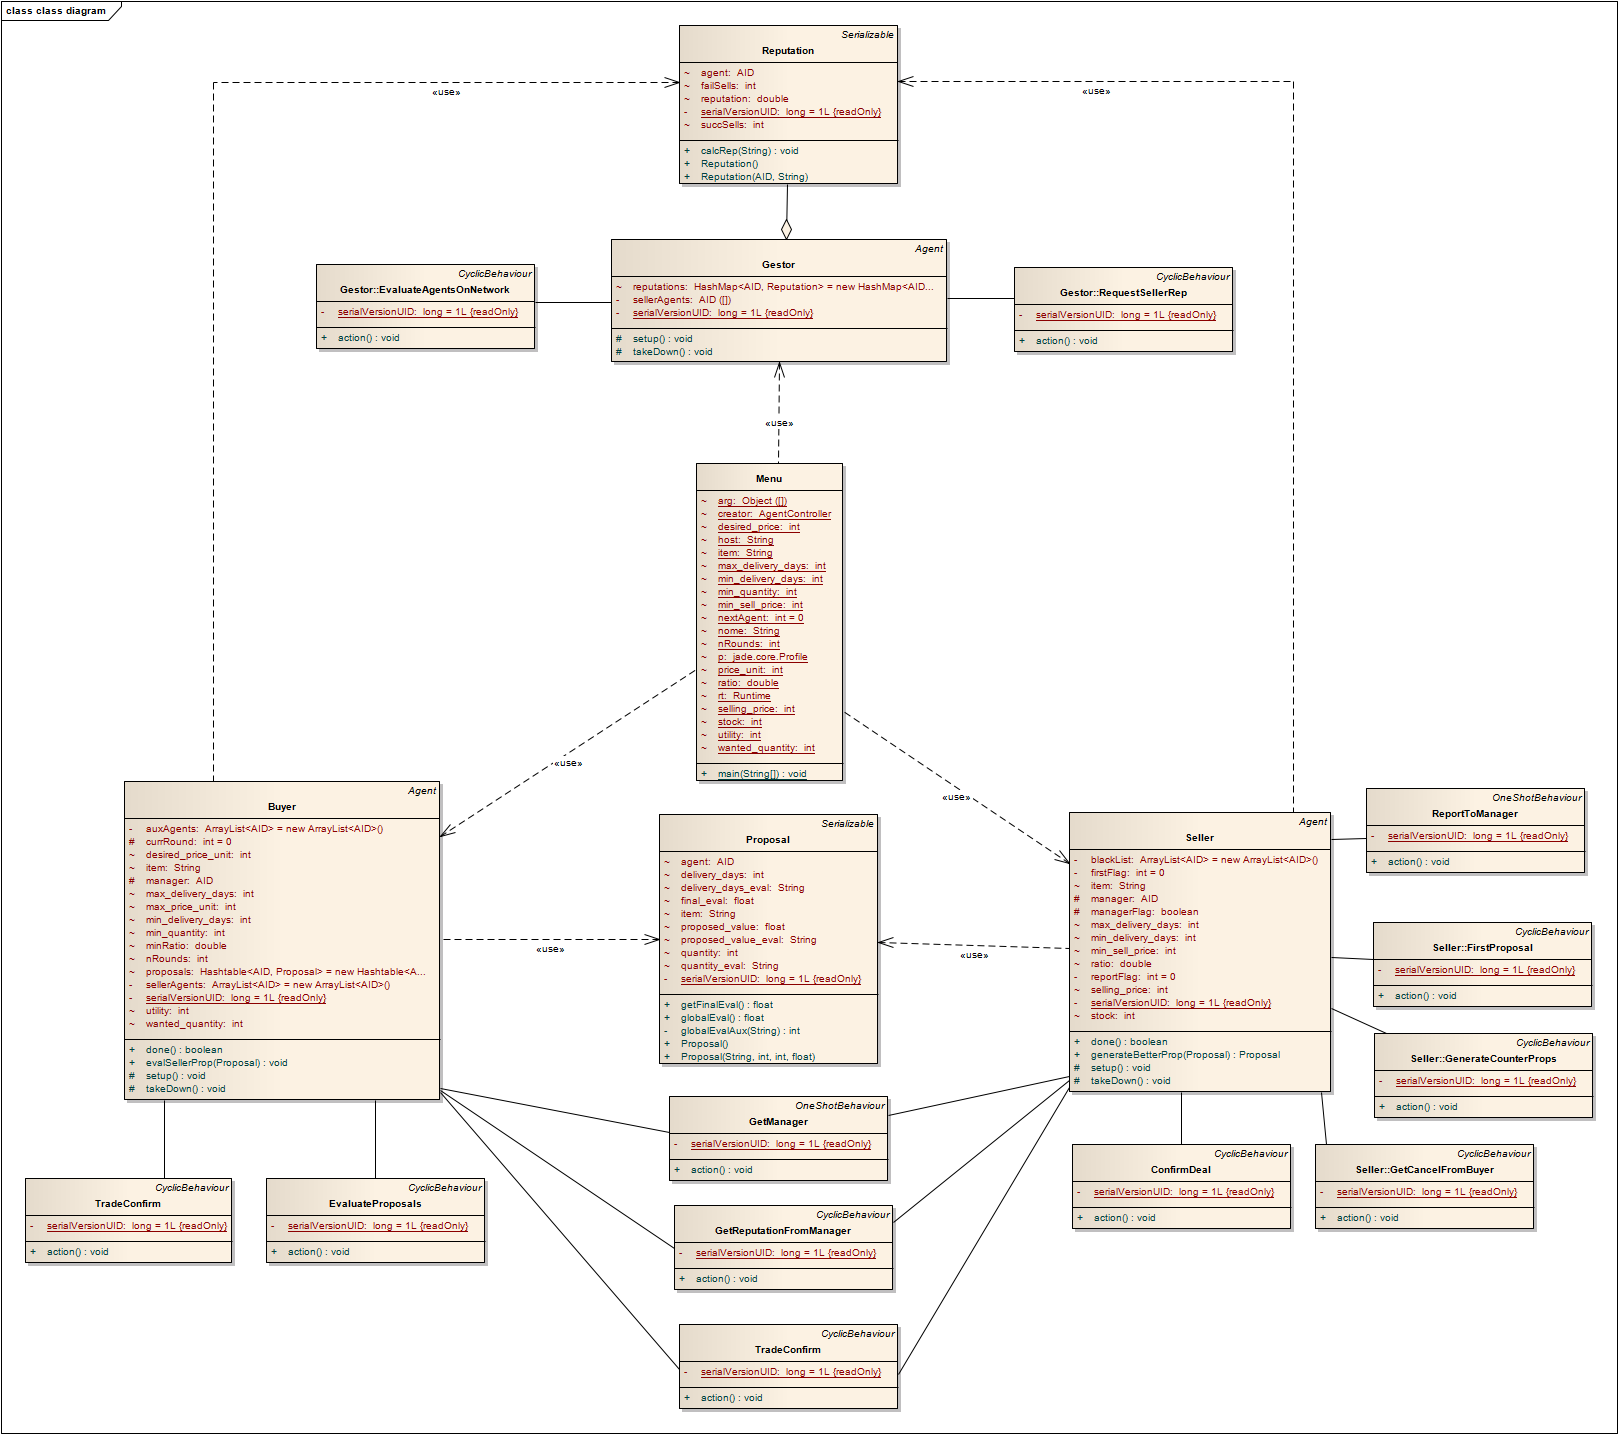 class class diagram
Serializable
Reputation
~ agent: AID
~ failSells: int
~ reputation: double
- serialVersionUID: long = 1L {readOnly}
~ succSells: int
+ calcRep(String) : void
+ Reputation()
+ Reputation(AID, String)
«use»
«use»
CyclicBehaviour
Gestor::EvaluateAgentsOnNetwork
- serialVersionUID: long = 1L {readOnly}
+ action() : void
Agent
Gestor
~ reputations: HashMap<AID, Reputation> = new HashMap<AID...
- sellerAgents: AID ([])
- serialVersionUID: long = 1L {readOnly}
# setup() : void
# takeDown() : void
CyclicBehaviour
Gestor::RequestSellerRep
- serialVersionUID: long = 1L {readOnly}
+ action() : void
«use»
Menu
~ arg: Object ([])
~ creator: AgentController
~ desired_price: int
~ host: String
~ item: String
~ max_delivery_days: int
~ min_delivery_days: int
~ min_quantity: int
~ min_sell_price: int
~ nextAgent: int = 0
~ nome: String
~ nRounds: int
~ p: jade.core.Profile
~ price_unit: int
~ ratio: double
~ rt: Runtime
~ selling_price: int
~ stock: int
~ utility: int
~ wanted_quantity: int
+ main(String[]) : void
«use»
«use»
Agent
Buyer
- auxAgents: ArrayList<AID> = new ArrayList<AID>()
# currRound: int = 0
~ desired_price_unit: int
~ item: String
# manager: AID
~ max_delivery_days: int
~ max_price_unit: int
~ min_delivery_days: int
~ min_quantity: int
~ minRatio: double
~ nRounds: int
~ proposals: Hashtable<AID, Proposal> = new Hashtable<A...
- sellerAgents: ArrayList<AID> = new ArrayList<AID>()
- serialVersionUID: long = 1L {readOnly}
~ utility: int
~ wanted_quantity: int
+ done() : boolean
+ evalSellerProp(Proposal) : void
# setup() : void
# takeDown() : void
«use»
Serializable
Proposal
~ agent: AID
~ delivery_days: int
~ delivery_days_eval: String
~ final_eval: float
~ item: String
~ proposed_value: float
~ proposed_value_eval: String
~ quantity: int
~ quantity_eval: String
- serialVersionUID: long = 1L {readOnly}
+ getFinalEval() : float
+ globalEval() : float
- globalEvalAux(String) : int
+ Proposal()
+ Proposal(String, int, int, float)
«use»
Agent
Seller
- blackList: ArrayList<AID> = new ArrayList<AID>()
- firstFlag: int = 0
~ item: String
# manager: AID
# managerFlag: boolean
~ max_delivery_days: int
~ min_delivery_days: int
~ min_sell_price: int
~ ratio: double
- reportFlag: int = 0
~ selling_price: int
- serialVersionUID: long = 1L {readOnly}
~ stock: int
+ done() : boolean
+ generateBetterProp(Proposal) : Proposal
# setup() : void
# takeDown() : void
OneShotBehaviour
ReportToManager
- serialVersionUID: long = 1L {readOnly}
+ action() : void
CyclicBehaviour
Seller::FirstProposal
- serialVersionUID: long = 1L {readOnly}
+ action() : void
CyclicBehaviour
Seller::GenerateCounterProps
- serialVersionUID: long = 1L {readOnly}
+ action() : void
OneShotBehaviour
GetManager
- serialVersionUID: long = 1L {readOnly}
+ action() : void
CyclicBehaviour
ConfirmDeal
- serialVersionUID: long = 1L {readOnly}
+ action() : void
CyclicBehaviour
Seller::GetCancelFromBuyer
- serialVersionUID: long = 1L {readOnly}
+ action() : void
CyclicBehaviour
TradeConfirm
- serialVersionUID: long = 1L {readOnly}
+ action() : void
CyclicBehaviour
EvaluateProposals
- serialVersionUID: long = 1L {readOnly}
+ action() : void
CyclicBehaviour
GetReputationFromManager
- serialVersionUID: long = 1L {readOnly}
+ action() : void
CyclicBehaviour
TradeConfirm
- serialVersionUID: long = 1L {readOnly}
+ action() : void